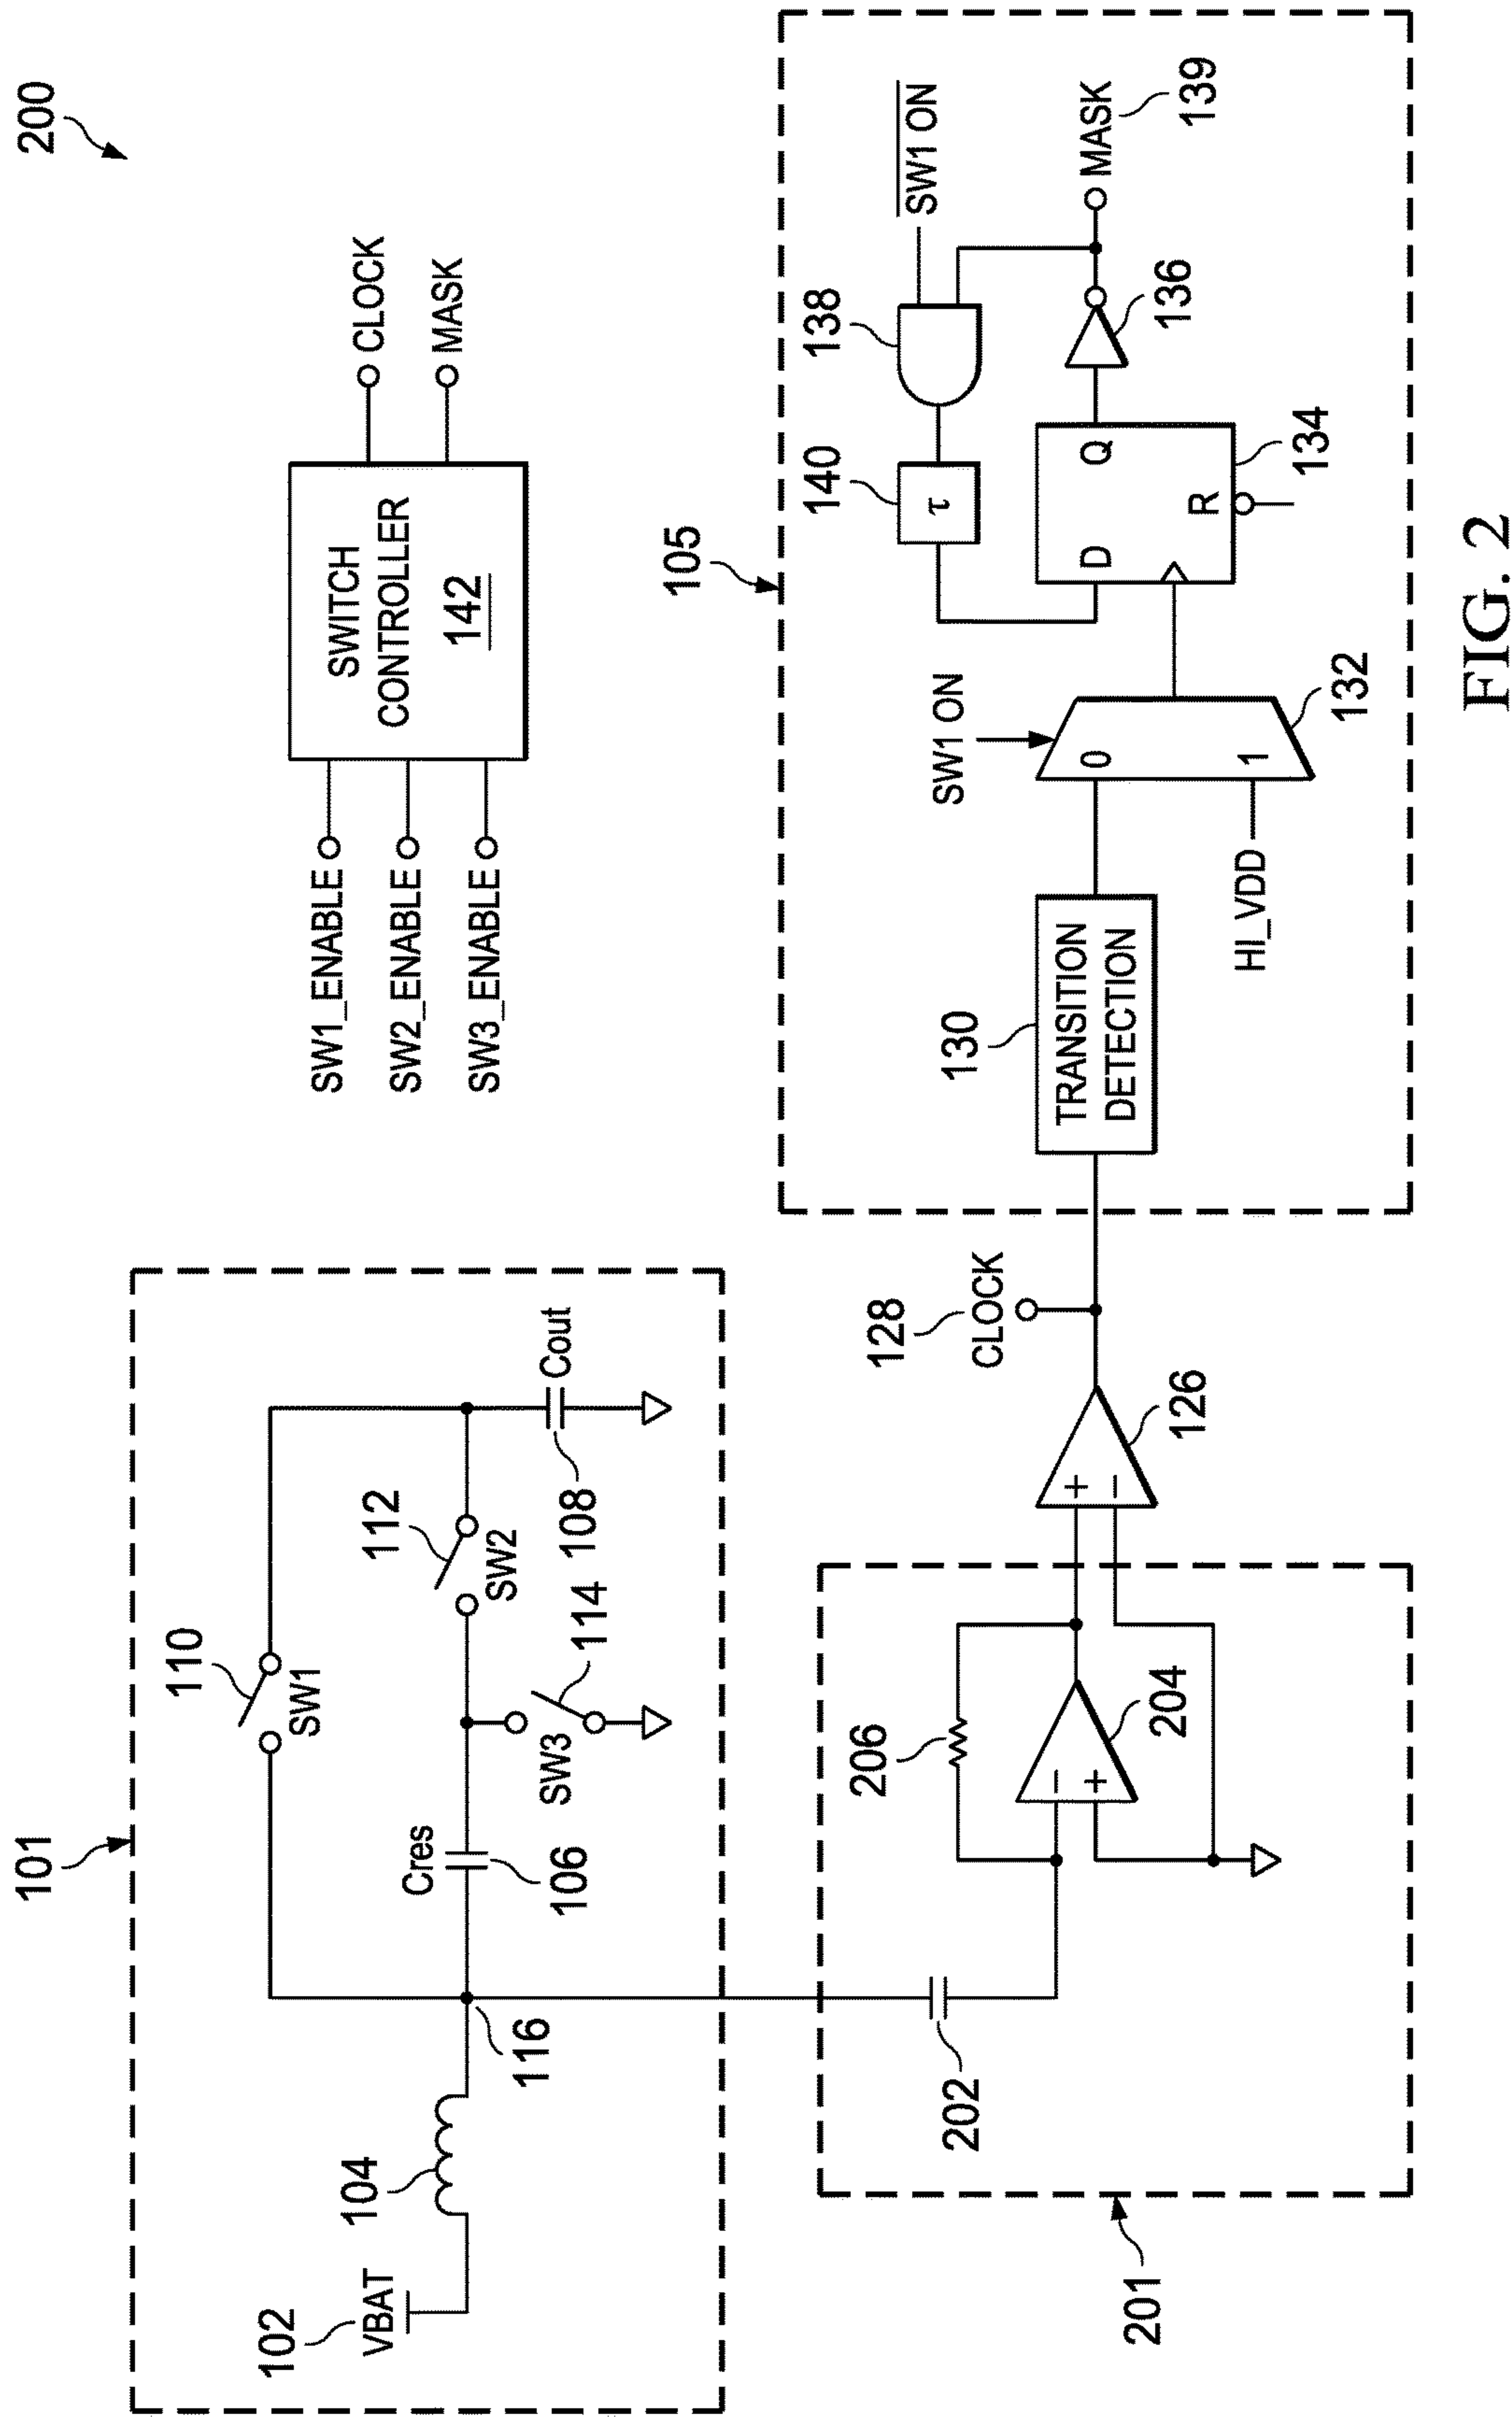 200
101
110
SW1
112
SW2
Cres
106
SW3
114
Cout
108
104
116
102
VBAT
SW1_ENABLE
SW2_ENABLE
SW3_ENABLE
SWITCH
CONTROLLER
142
CLOCK
MASK
201
202
206
204
−
+
+
−
126
128
CLOCK
105
130
TRANSITION
DETECTION
SW1 ON
0
1
HI_VDD
132
140
τ
138
SW1 ON
D
Q
R
134
136
MASK
139
FIG. 2